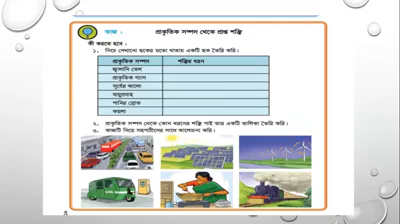 কাজ : প্রাকৃতিক সম্পদ থেকে প্রাপ্ত শক্তি
কী করতে হবে :
১. নিচে দেখানো ছকের মতো খাতায় একটি ছক তৈরি করি।
প্রাকৃতিক সম্পদ শক্তির ধরন
জ্বালানি তেল
প্রাকৃতিক গ্যাস
সূর্যের আলো
বায়ুপ্রবাহ
পানির স্রোত
কয়লা
২. প্রাকৃতিক সম্পদ থেকে কোন ধরনের শক্তি পাই তার একটি তালিকা তৈরি করি।
৩. কাজটি নিয়ে সহপাঠীদের সাথে আলোচনা করি।